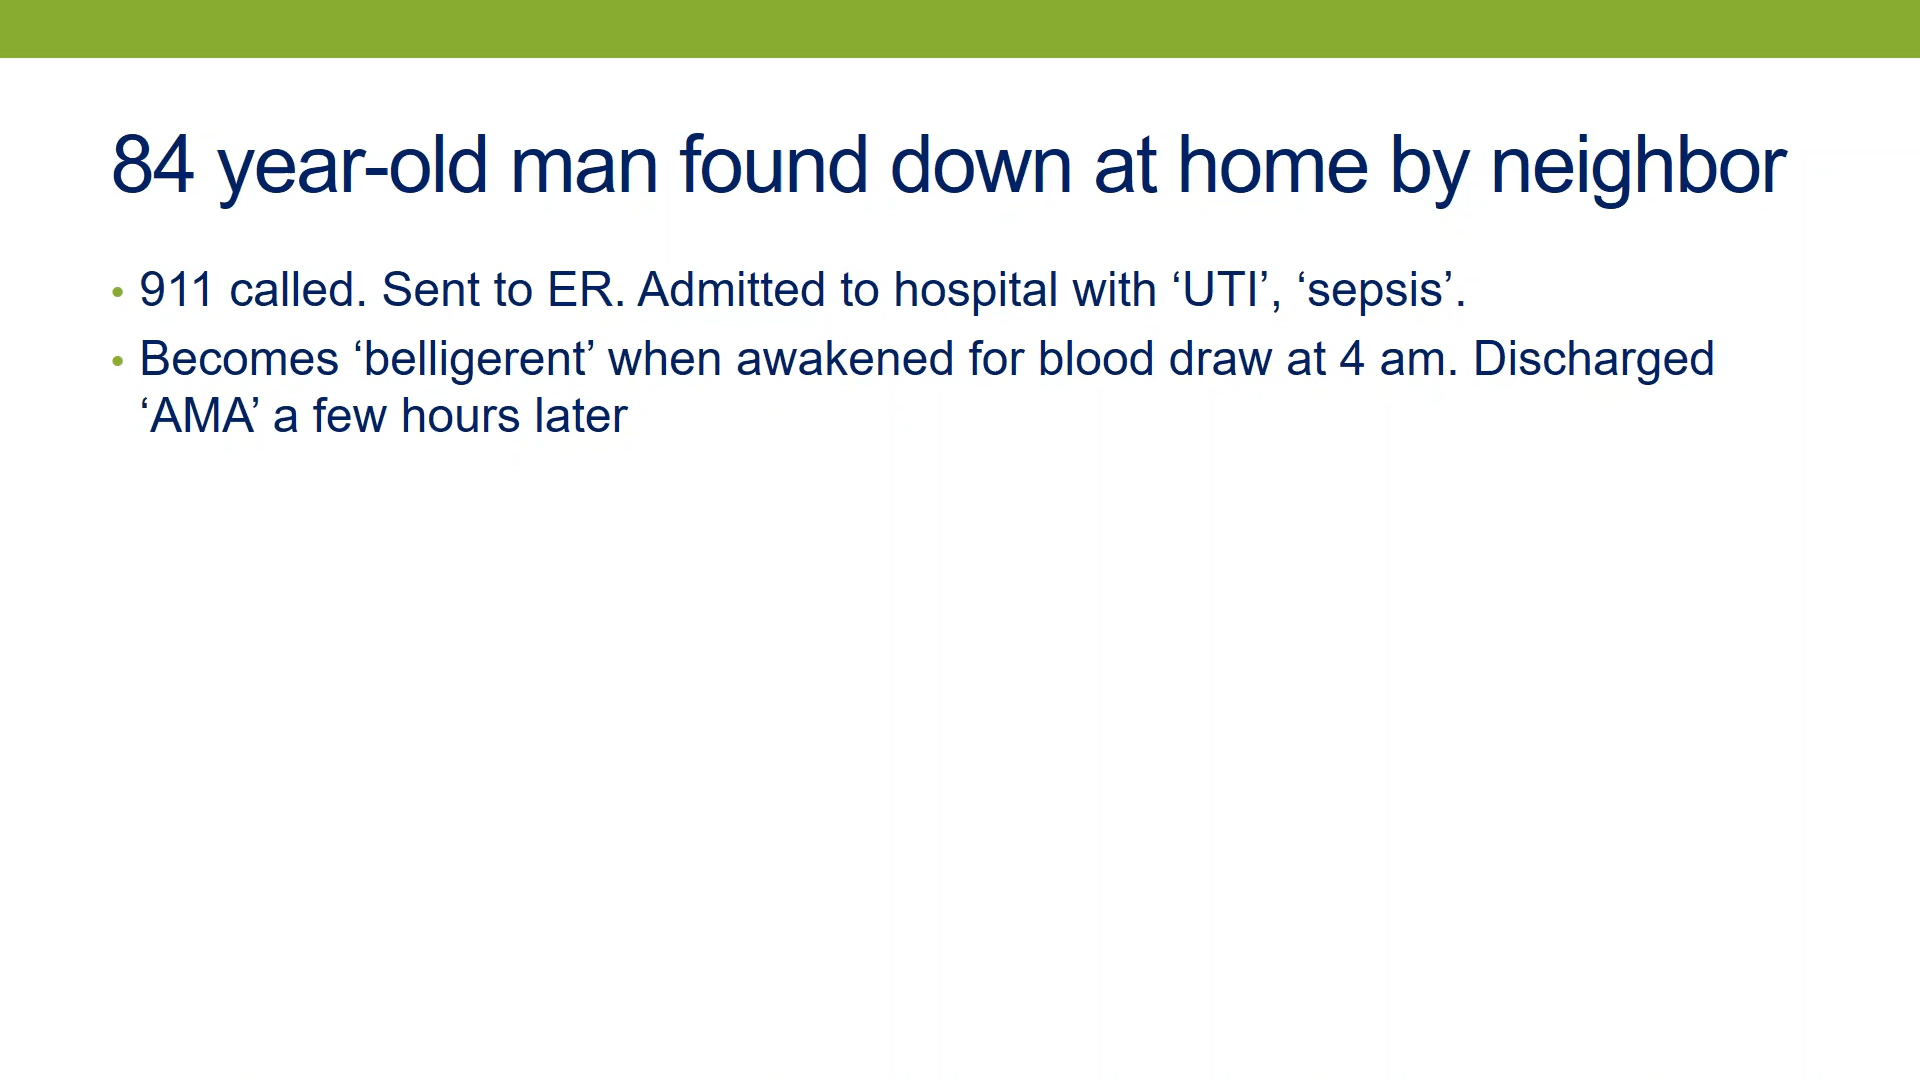 84 year-old man found down at home by neighbor
• 911 called. Sent to ER. Admitted to hospital with ‘UTI’, ‘sepsis’.
• Becomes ‘belligerent’ when awakened for blood draw at 4 am. Discharged
‘AMA’ a few hours later